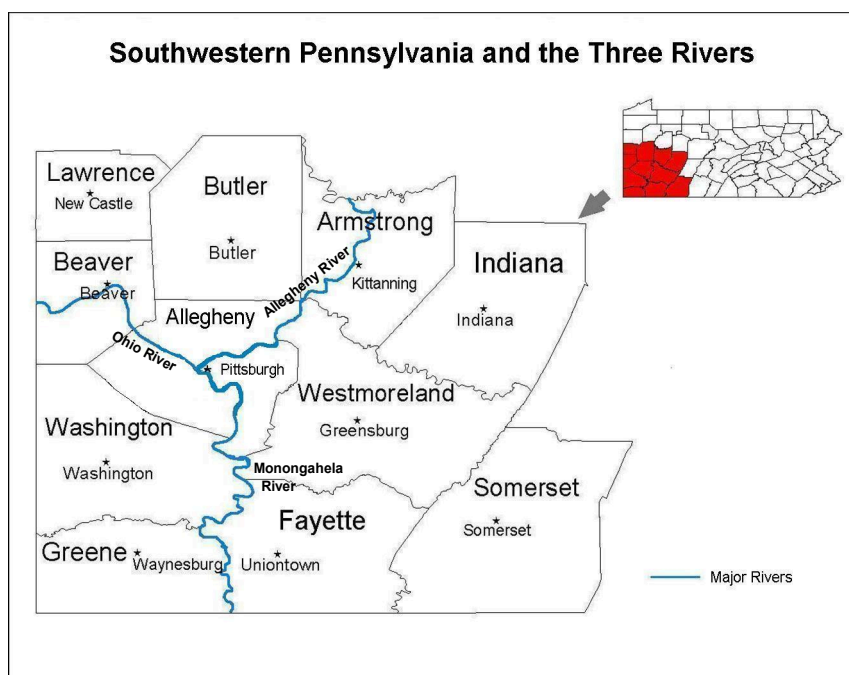 Southwestern Pennsylvania and the Three Rivers
Lawrence
New Castle
Butler
Butler
Armstrong
Kittanning
Allegheny River
Indiana
Indiana
Beaver
Beaver
Allegheny
Ohio River
Pittsburgh
Westmoreland
Greensburg
Washington
Washington
Monongahela
River
Somerset
Somerset
Fayette
Uniontown
Greene
Waynesburg
Major Rivers